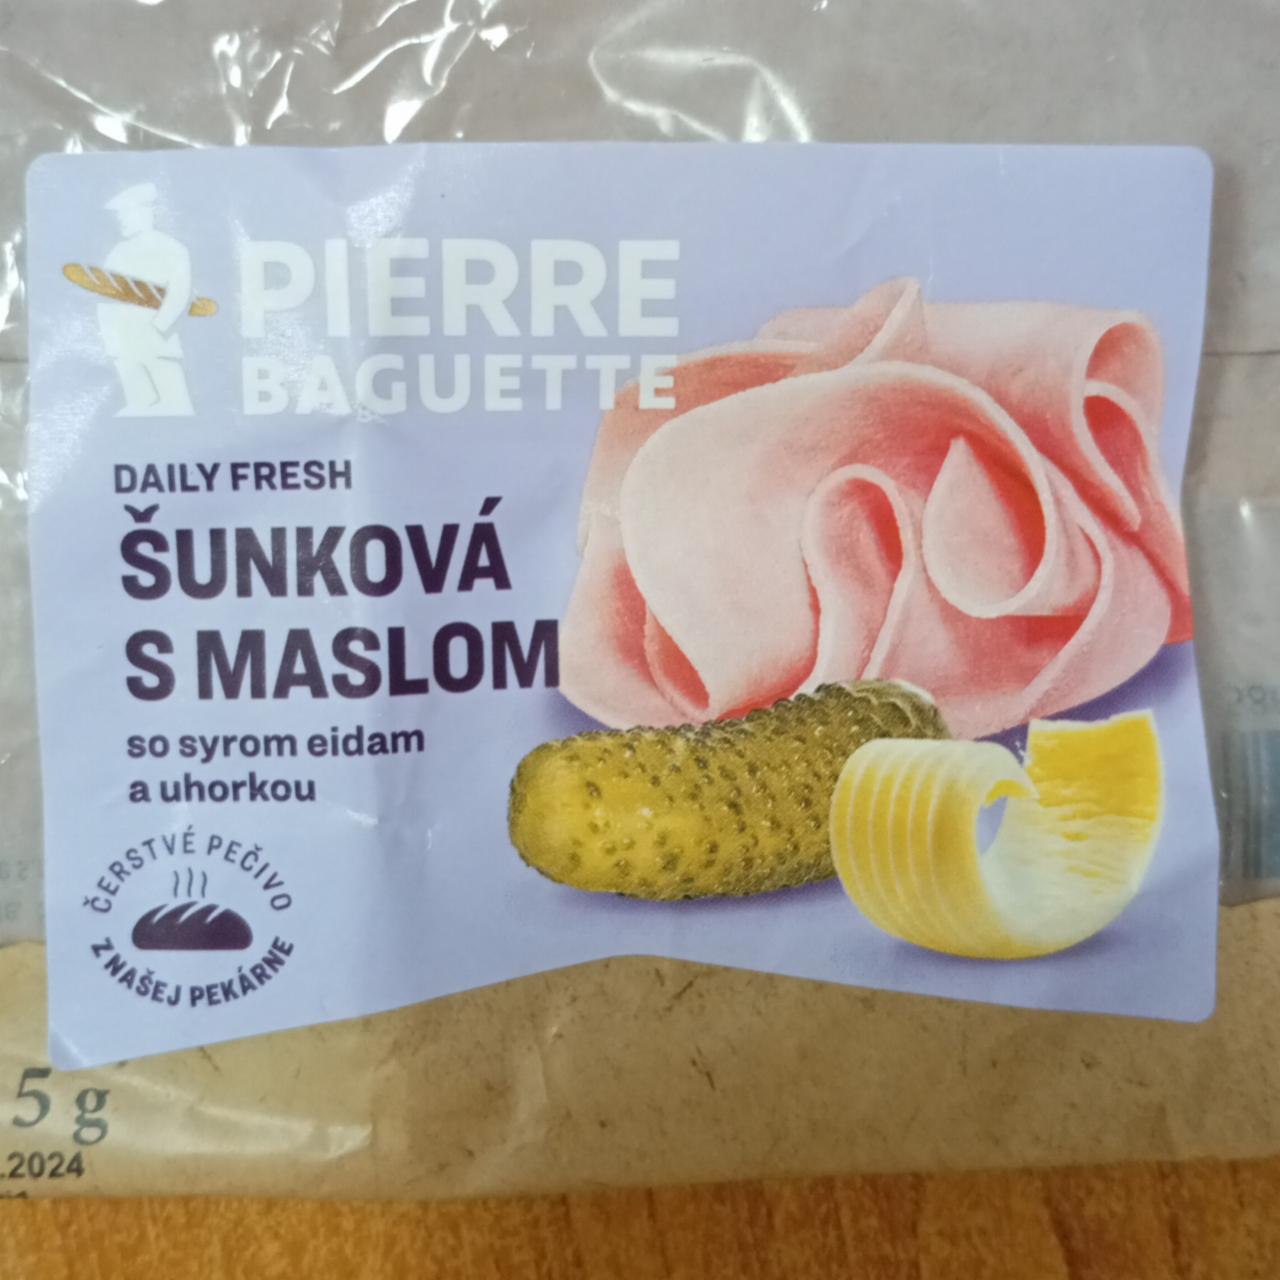 PIERRE
BAGUETTE
DAILY FRESH
ŠUNKOVÁ
S MASLOM
so syrom eidam
a uhorkou
ČERSTVÉ PEČIVO
Z NAŠEJ PEKÁRNE
5 g
.2024